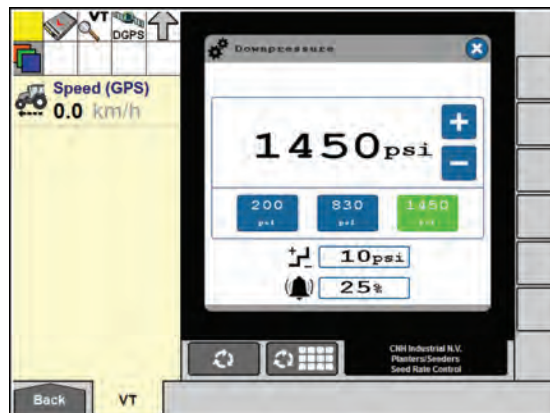 VT
DGPS
Speed (GPS)
0.0 km/h
Downpressure
1450psi
+
−
200
psi
830
psi
1450
psi
10psi
25%
CNH Industrial N.V.
Planters/Seeders
Seed Rate Control
Back
VT